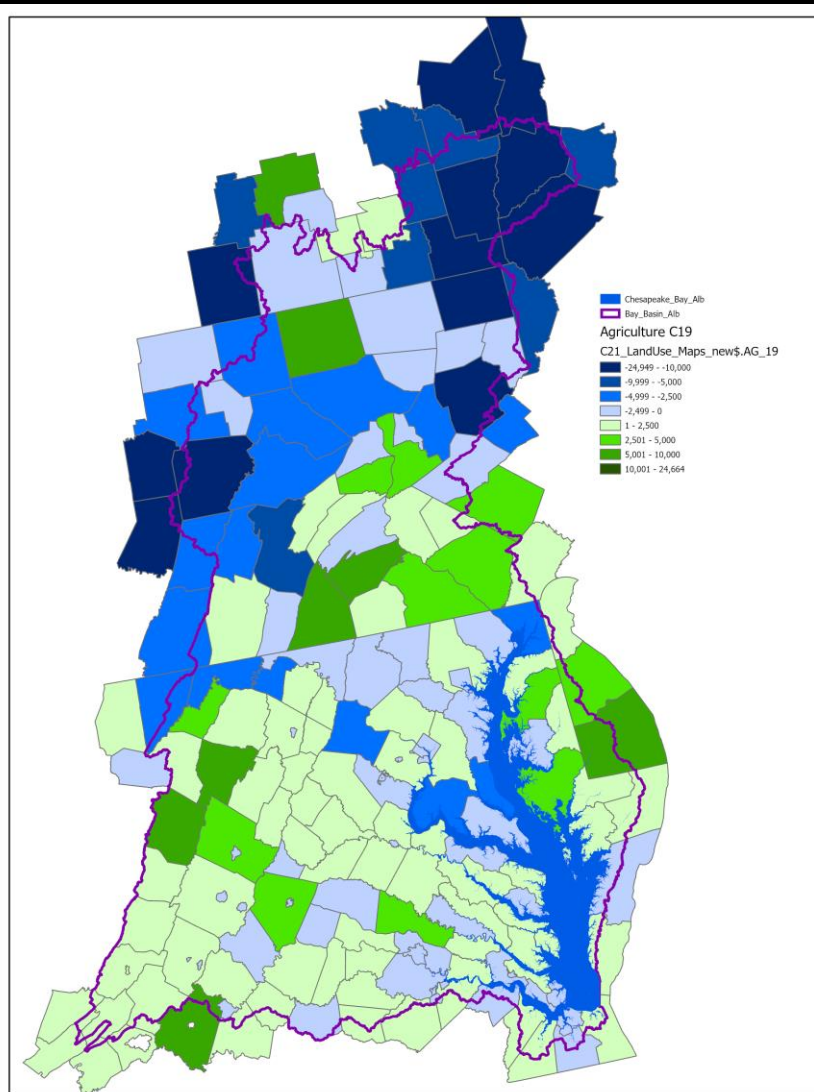 Chesapeake_Bay_Alb
Bay_Basin_Alb
Agriculture C19
C21_LandUse_Maps_new$.AG_19
-24,949 - -10,000
-9,999 - -5,000
-4,999 - -2,500
-2,499 - 0
1 - 2,500
2,501 - 5,000
5,001 - 10,000
10,001 - 24,664